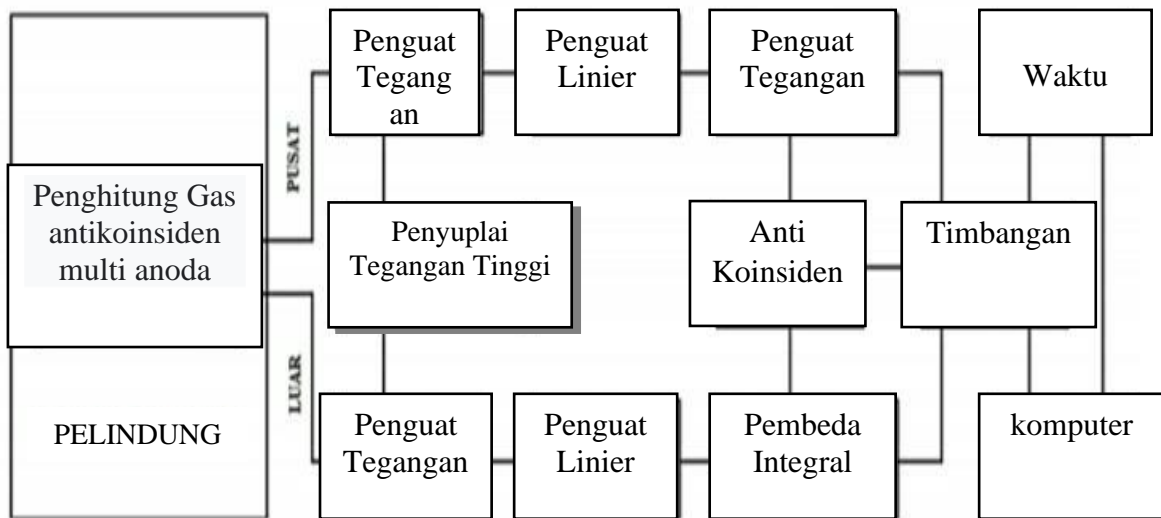 Penguat
Tegang
an
Penguat
Linier
Penguat
Tegangan
Waktu
PUSAT
Penghitung Gas
antikoinsiden
multi anoda
Penyuplai
Tegangan Tinggi
Anti
Koinsiden
Timbangan
LUAR
PELINDUNG
Penguat
Tegangan
Penguat
Linier
Pembeda
Integral
komputer